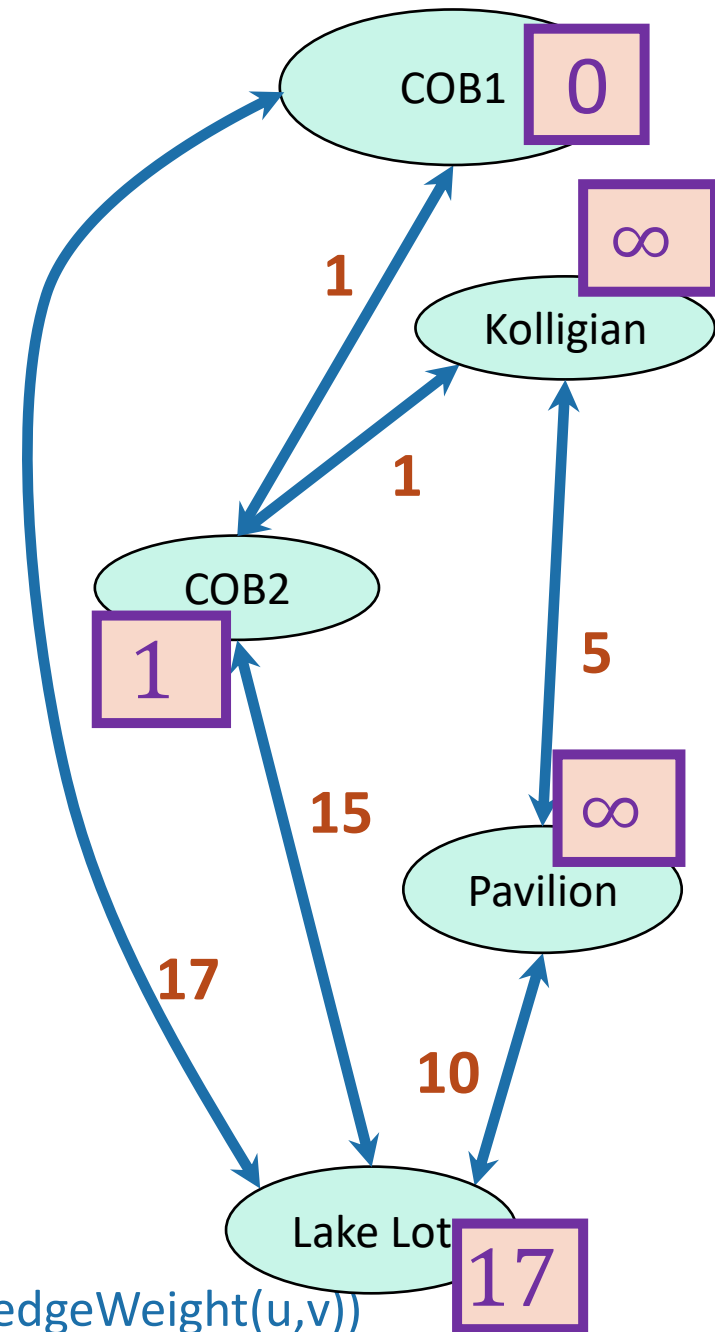 COB1
0
∞
1
Kolligian
1
COB2
1
5
15
∞
Pavilion
17
10
Lake Lot
17
edgeWeight(u,v))